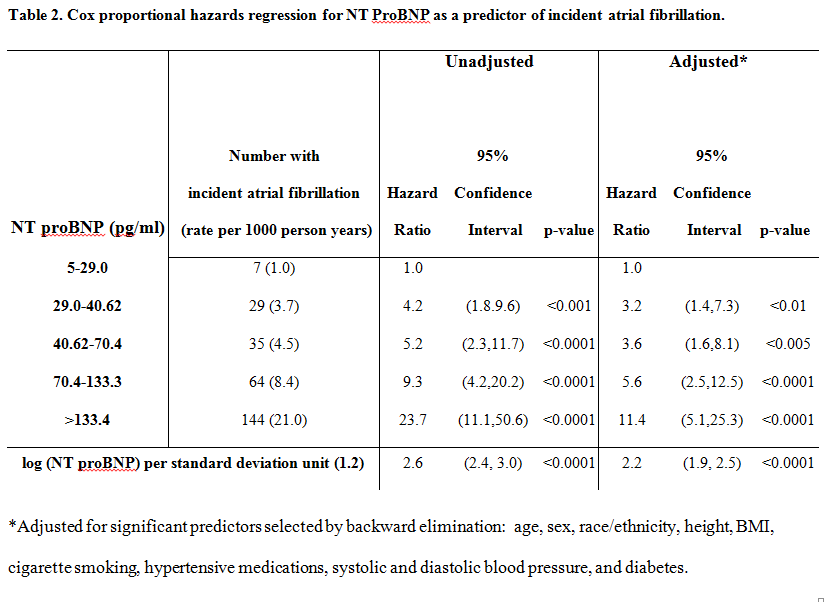 Table 2. Cox proportional hazards regression for NT ProBNP as a predictor of incident atrial fibrillation.
Unadjusted Adjusted*
Number with 95% 95%
incident atrial fibrillation Hazard Confidence Hazard Confidence
NT proBNP (pg/ml) (rate per 1000 person years) Ratio Interval p-value Ratio Interval p-value
5-29.0 7 (1.0) 1.0 1.0
29.0-40.62 29 (3.7) 4.2 (1.8.9.6) <0.001 3.2 (1.4,7.3) <0.01
40.62-70.4 35 (4.5) 5.2 (2.3,11.7) <0.0001 3.6 (1.6,8.1) <0.005
70.4-133.3 64 (8.4) 9.3 (4.2,20.2) <0.0001 5.6 (2.5,12.5) <0.0001
>133.4 144 (21.0) 23.7 (11.1,50.6) <0.0001 11.4 (5.1,25.3) <0.0001
log (NT proBNP) per standard deviation unit (1.2) 2.6 (2.4, 3.0) <0.0001 2.2 (1.9, 2.5) <0.0001
*Adjusted for significant predictors selected by backward elimination: age, sex, race/ethnicity, height, BMI,
cigarette smoking, hypertensive medications, systolic and diastolic blood pressure, and diabetes.